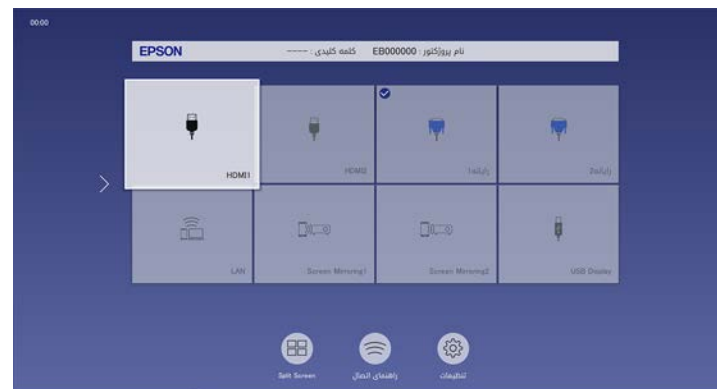 00:00
EPSON نام پروژکتور : EB000000 کلمه کلیدی : ----
HDMI1 HDMI2 رایانه1 رایانه2
LAN Screen Mirroring1 Screen Mirroring2 USB Display
Split Screen راهنمای اتصال تنظیمات